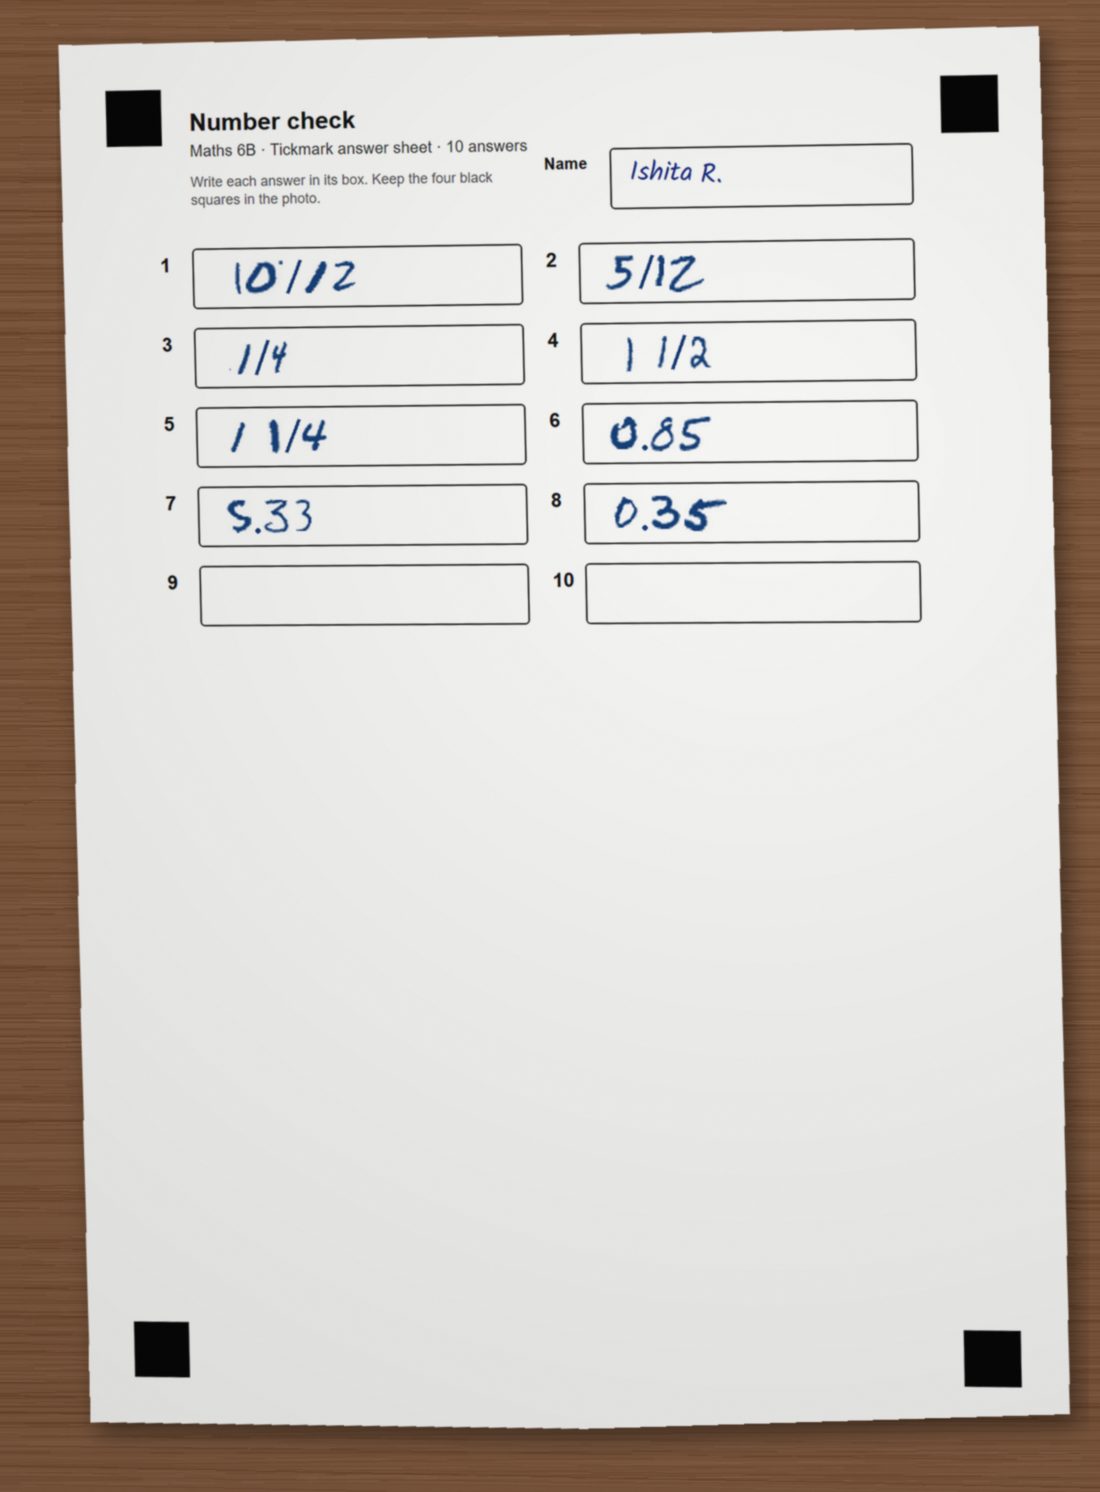 Number check
Maths 6B · Tickmark answer sheet · 10 answers
Write each answer in its box. Keep the four black
squares in the photo.
Name Ishita R.
1 10/12
2 5/12
3 1/4
4 1 1/2
5 1 1/4
6 0.85
7 5.33
8 0.35
9
10